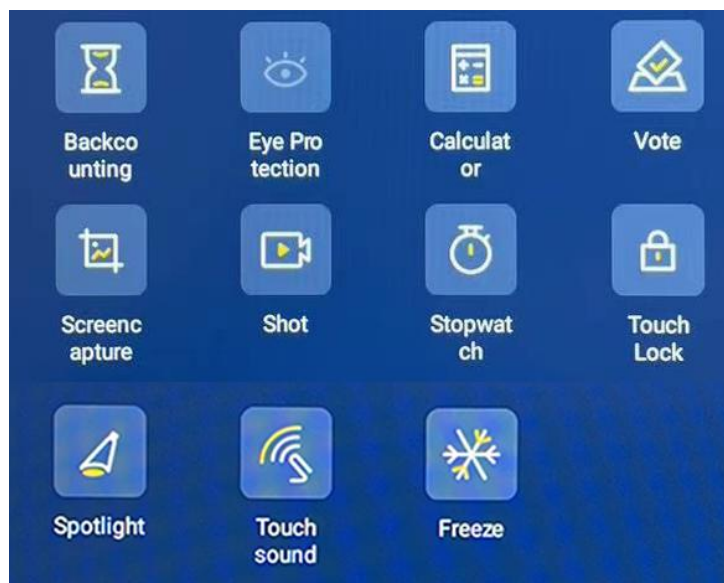 Backco
unting
Eye Pro
tection
Calculat
or
Vote
Screenc
apture
Shot
Stopwat
ch
Touch
Lock
Spotlight
Touch
sound
Freeze